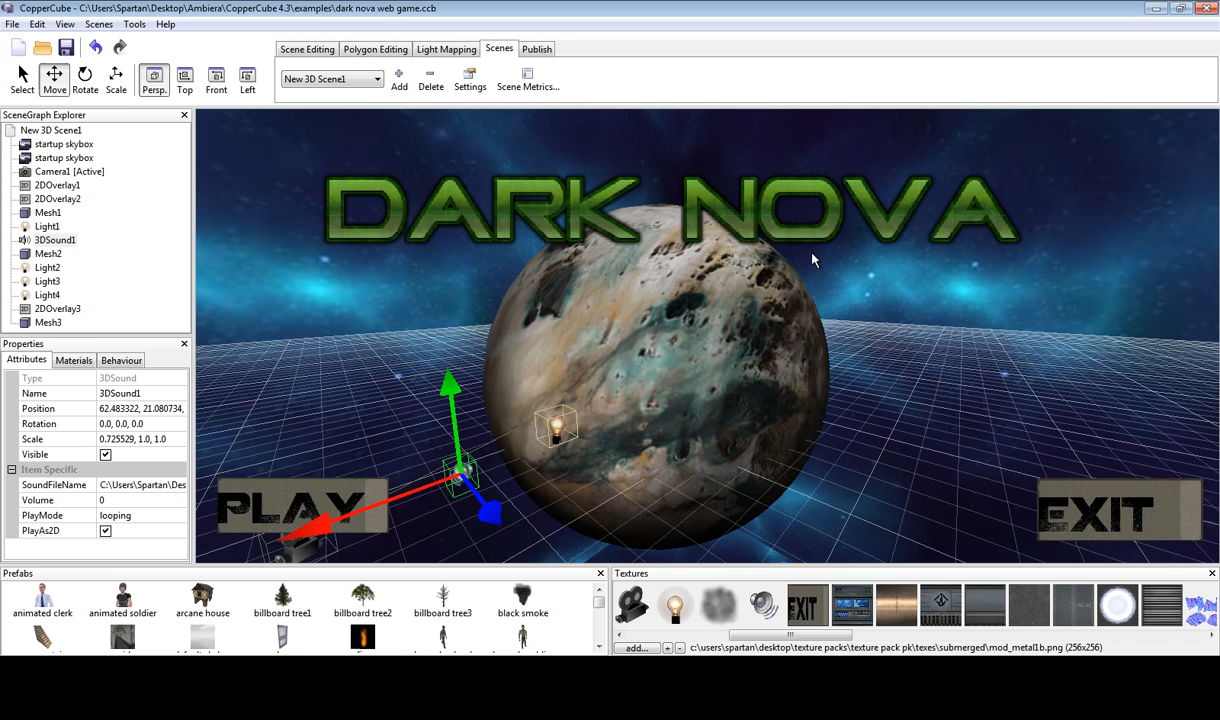 CopperCube - C:\Users\Spartan\Desktop\Ambiera\CopperCube 4.3\examples\dark nova web game.ccb
File Edit View Scenes Tools Help
Scene Editing Polygon Editing Light Mapping Scenes Publish
New 3D Scene1
Select Move Rotate Scale Persp. Top Front Left Add Delete Settings Scene Metrics...
SceneGraph Explorer
New 3D Scene1
startup skybox
startup skybox
Camera1 [Active]
2DOverlay1
2DOverlay2
Mesh1
Light1
3DSound1
Mesh2
Light2
Light3
Light4
2DOverlay3
Mesh3
DARK NOVA
PLAY
EXIT
Properties
Attributes Materials Behaviour
Type 3DSound
Name 3DSound1
Position 62.483322, 21.080734,
Rotation 0.0, 0.0, 0.0
Scale 0.725529, 1.0, 1.0
Visible
Item Specific
SoundFileName C:\Users\Spartan\Des
Volume 0
PlayMode looping
PlayAs2D
Prefabs
animated clerk animated soldier arcane house billboard tree1 billboard tree2 billboard tree3 black smoke
Textures
EXIT
add... + - c:\users\spartan\desktop\texture packs\texture pack pk\texes\submerged\mod_metal1b.png (256x256)